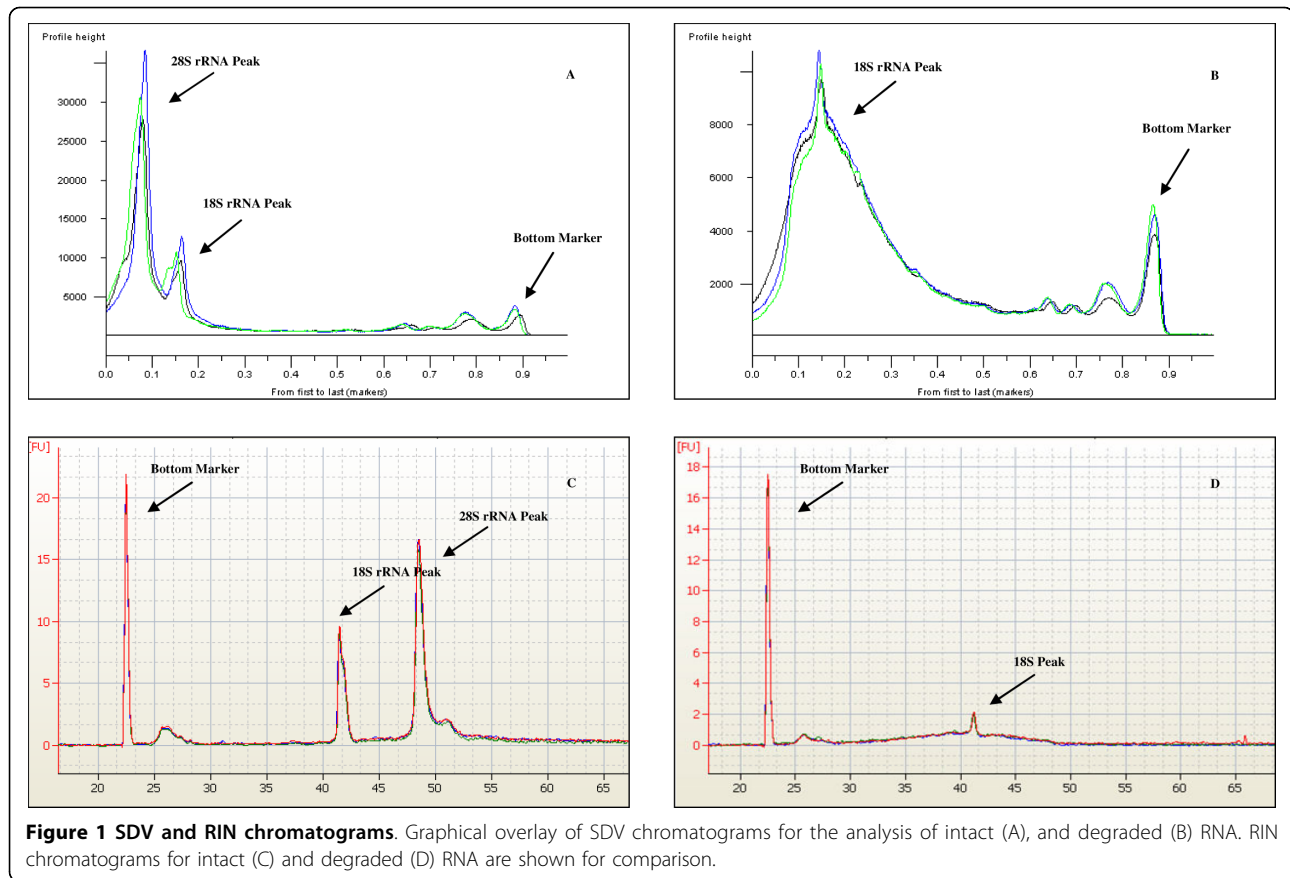 Profile height
28S rRNA Peak
A
30000
25000
20000
15000
10000
5000
18S rRNA Peak
Bottom Marker
0.0 0.1 0.2 0.3 0.4 0.5 0.6 0.7 0.8 0.9
From first to last (markers)
Profile height
18S rRNA Peak
B
10000
8000
6000
4000
2000
Bottom Marker
0.0 0.1 0.2 0.3 0.4 0.5 0.6 0.7 0.8 0.9
From first to last (markers)
[FU]
20
15
10
5
0
Bottom Marker
C
28S rRNA Peak
18S rRNA Peak
20 25 30 35 40 45 50 55 60 65
[FU]
18
16
14
12
10
8
6
4
2
0
Bottom Marker
D
18S Peak
20 25 30 35 40 45 50 55 60 65
Figure 1 SDV and RIN chromatograms. Graphical overlay of SDV chromatograms for the analysis of intact (A), and degraded (B) RNA. RIN
chromatograms for intact (C) and degraded (D) RNA are shown for comparison.